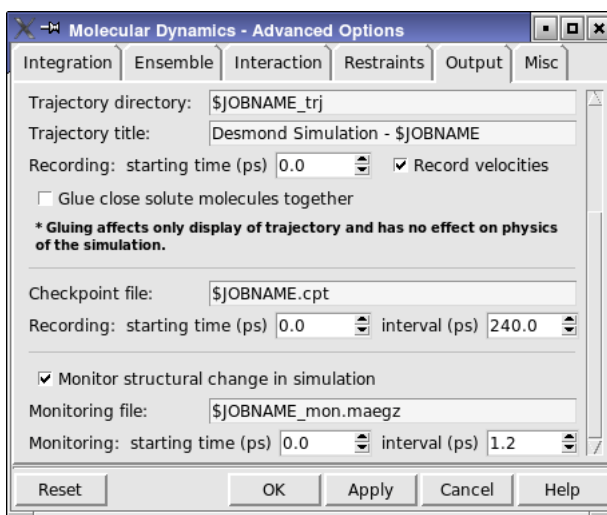 Molecular Dynamics - Advanced Options
Integration Ensemble Interaction Restraints Output Misc
Trajectory directory: $JOBNAME_trj
Trajectory title: Desmond Simulation - $JOBNAME
Recording: starting time (ps) 0.0 Record velocities
Glue close solute molecules together
* Gluing affects only display of trajectory and has no effect on physics
of the simulation.
Checkpoint file: $JOBNAME.cpt
Recording: starting time (ps) 0.0 interval (ps) 240.0
Monitor structural change in simulation
Monitoring file: $JOBNAME_mon.maegz
Monitoring: starting time (ps) 0.0 interval (ps) 1.2
Reset OK Apply Cancel Help